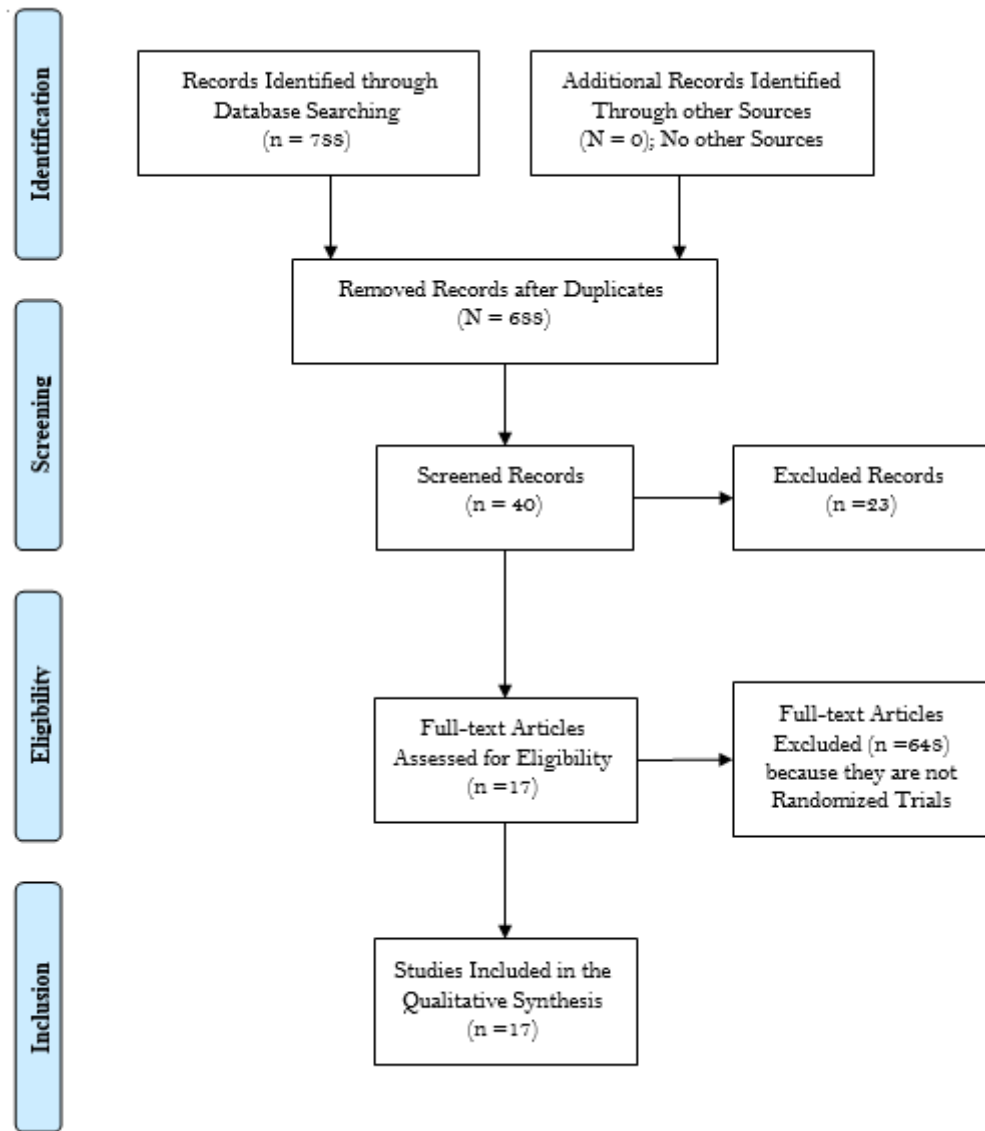 Identification
Records Identified through
Database Searching
(n = 788)
Additional Records Identified
Through other Sources
(N = 0); No other Sources
Removed Records after Duplicates
(N = 688)
Screening
Screened Records
(n = 40)
Excluded Records
(n =23)
Eligibility
Full-text Articles
Assessed for Eligibility
(n =17)
Full-text Articles
Excluded (n =648)
because they are not
Randomized Trials
Inclusion
Studies Included in the
Qualitative Synthesis
(n =17)